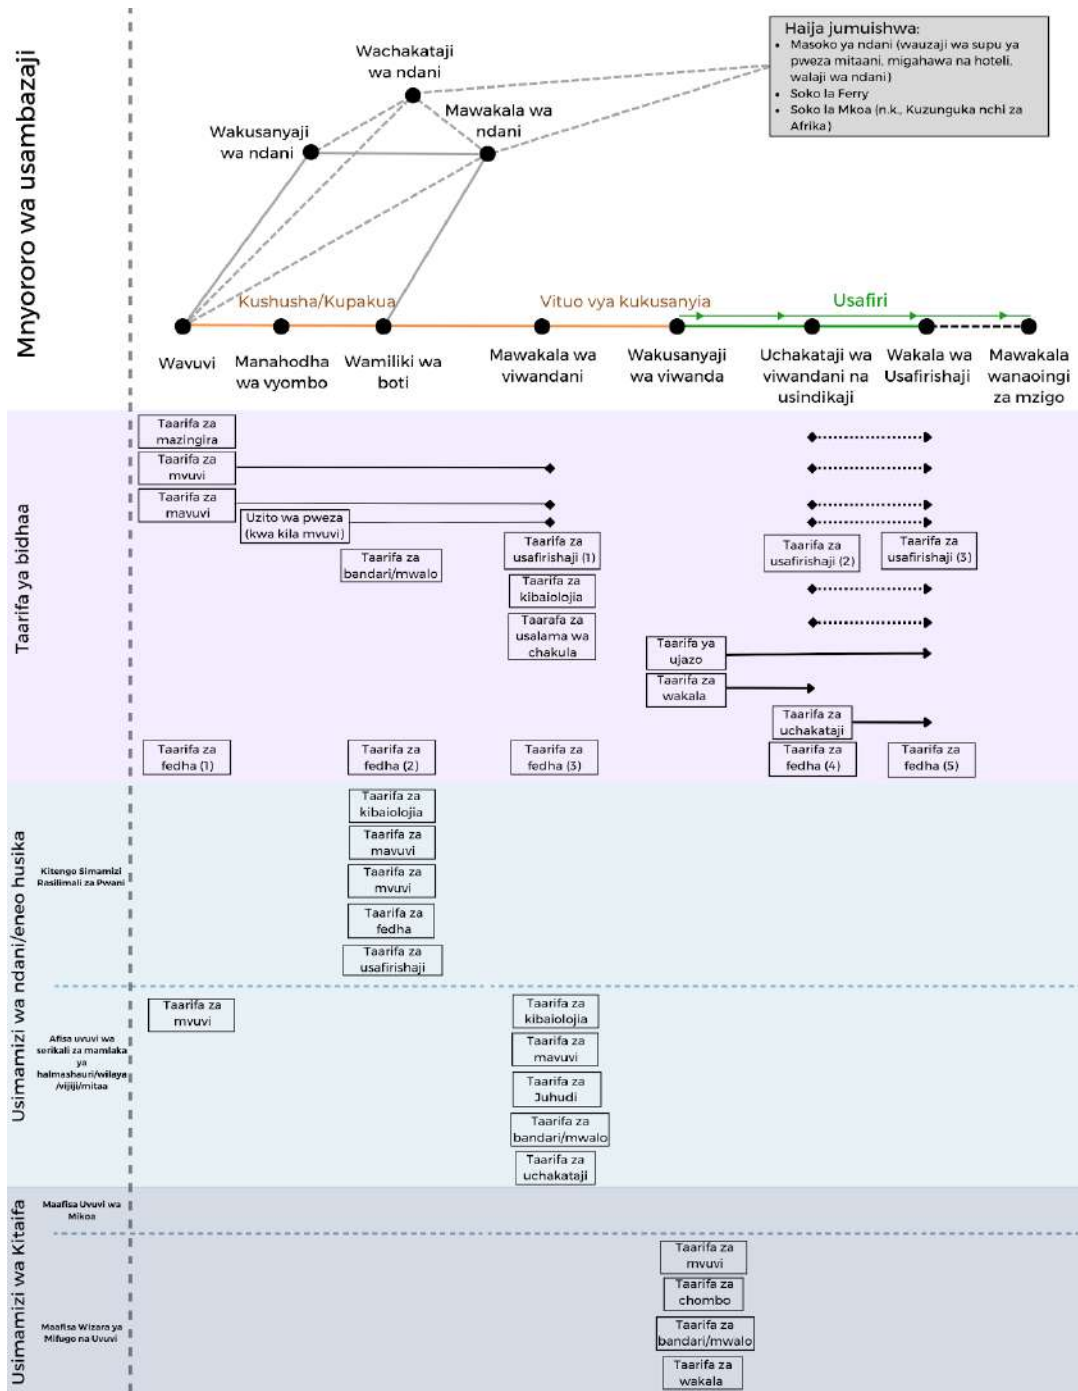 Mnyororo wa usambazaji
Haija jumuishwa:
• Masoko ya ndani (wauzaji wa supu ya
pweza mitaani, migahawa na hoteli,
walaji wa ndani)
• Soko la Ferry
• Soko la Mkoa (n.k., Kuzunguka nchi za
Afrika)
Wachakataji
wa ndani
Mawakala wa
ndani
Wakusanyaji
wa ndani
Kushusha/Kupakua
Vituo vya kukusanyia
Usafiri
Wavuvi
Manahodha
wa vyombo
Wamiliki wa
boti
Mawakala wa
viwandani
Wakusanyaji
wa viwanda
Uchakataji wa
viwandani na
usindikaji
Wakala wa
Usafirishaji
Mawakala
wanaoingi
za mzigo
Taarifa ya bidhaa
Taarifa za
mazingira
Taarifa za
mvuvi
Taarifa za
mavuvi
Uzito wa pweza
(kwa kila mvuvi)
Taarifa za
bandari/mwalo
Taarifa za
usafirishaji (1)
Taarifa za
usafirishaji (2)
Taarifa za
usafirishaji (3)
Taarifa za
kibaiolojia
Taarafa za
usalama wa
chakula
Taarifa ya
ujazo
Taarifa za
wakala
Taarifa za
uchakataji
Taarifa za
fedha (1)
Taarifa za
fedha (2)
Taarifa za
fedha (3)
Taarifa za
fedha (4)
Taarifa za
fedha (5)
Usimamizi wa ndani/eneo husika
Kitengo Simamizi
Rasilimali za Pwani
Taarifa za
kibaiolojia
Taarifa za
mavuvi
Taarifa za
mvuvi
Taarifa za
fedha
Taarifa za
usafirishaji
Afisa uvuvi wa
serikali za mamlaka
ya
halmashauri/wilaya
/vijiji/mitaa
Taarifa za
mvuvi
Taarifa za
kibaiolojia
Taarifa za
mavuvi
Taarifa za
Juhudi
Taarifa za
bandari/mwalo
Taarifa za
uchakataji
Usimamizi wa Kitaifa
Maafisa Uvuvi wa
Mikoa
Maafisa Wizara ya
Mifugo na Uvuvi
Taarifa za
mvuvi
Taarifa za
chombo
Taarifa za
bandari/mwalo
Taarifa za
wakala